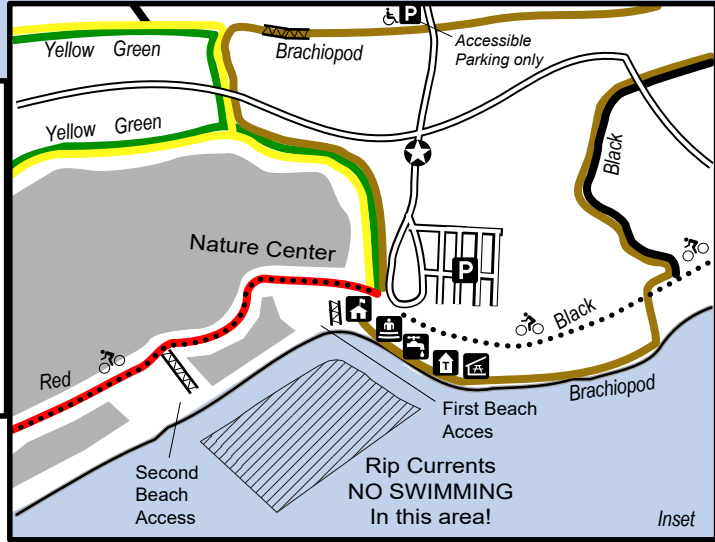 Yellow Green
Brachiopod
P
Accessible
Parking only
Yellow Green
Black
Nature Center
P
Black
Red
T
Brachiopod
First Beach
Acces
Second
Beach
Access
Rip Currents
NO SWIMMING
In this area!
Inset